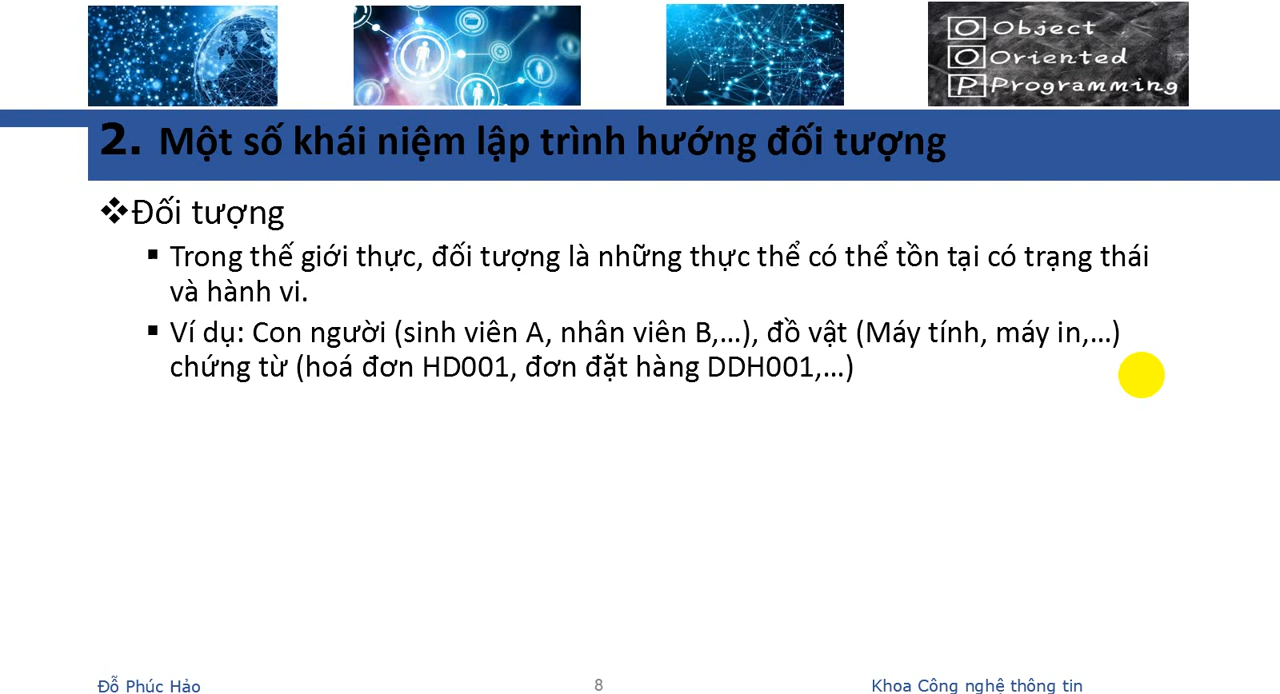 Object
Oriented
Programming
2. Một số khái niệm lập trình hướng đối tượng
❖Đối tượng
▪ Trong thế giới thực, đối tượng là những thực thể có thể tồn tại có trạng thái
và hành vi.
▪ Ví dụ: Con người (sinh viên A, nhân viên B,...), đồ vật (Máy tính, máy in,...)
chứng từ (hoá đơn HD001, đơn đặt hàng DDH001,...)
Đỗ Phúc Hảo
8
Khoa Công nghệ thông tin